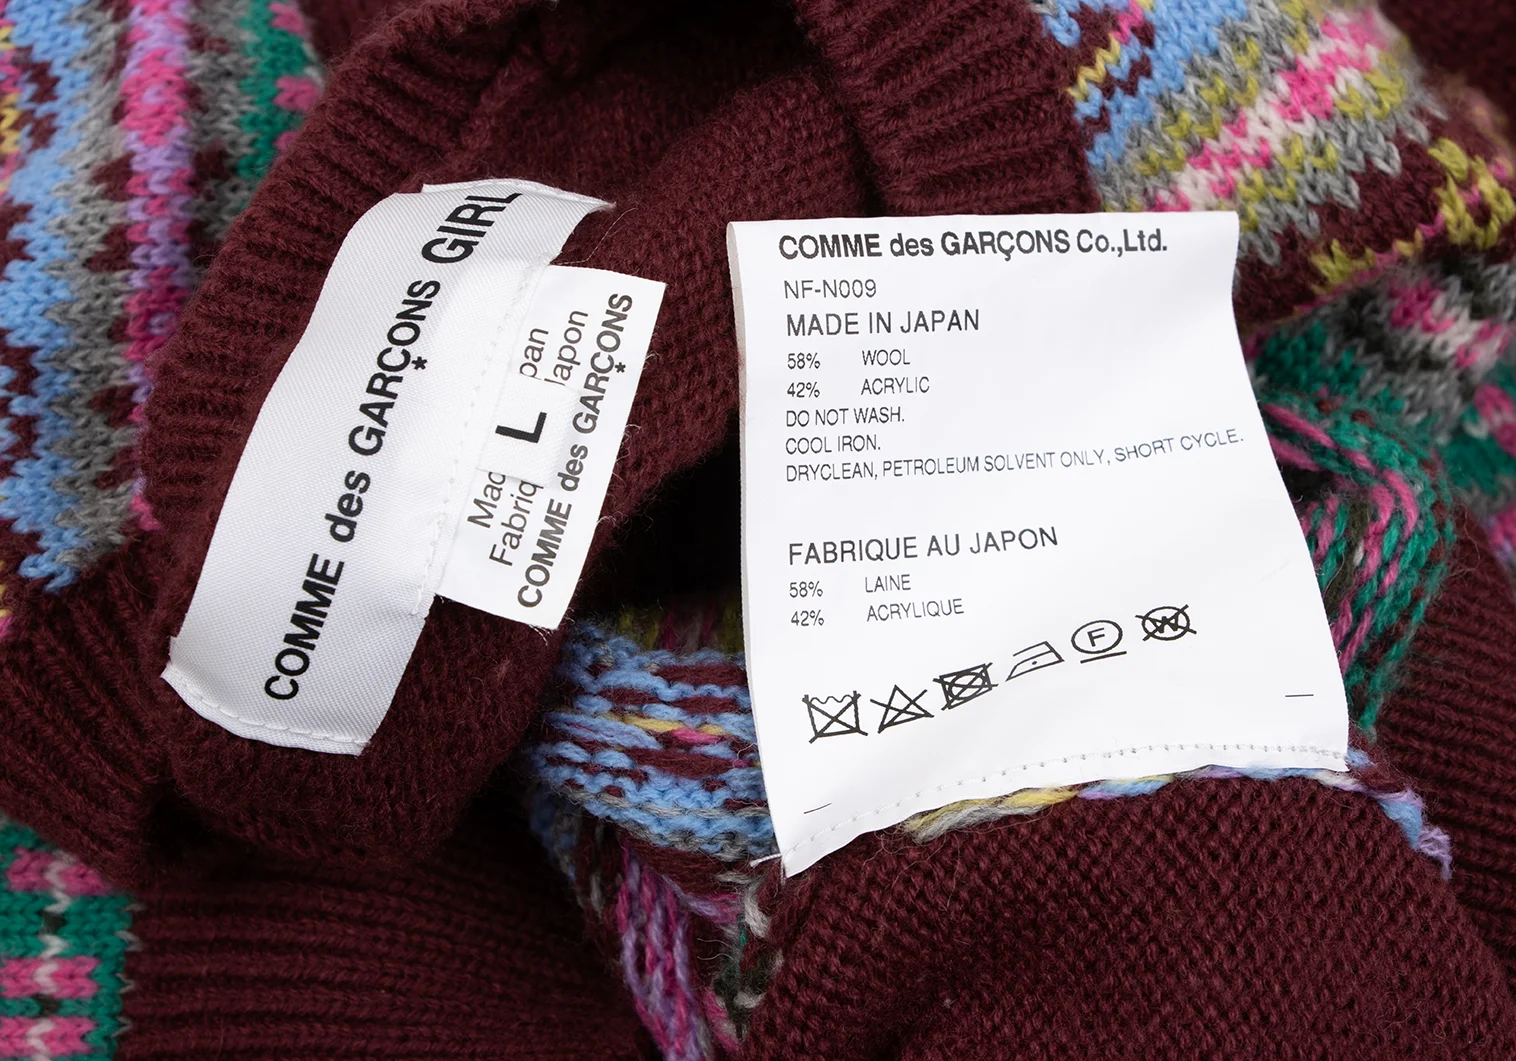 COMME des GARÇONS GIRL
*
L
Mad pan
Fabriq Japon
COMME des GARÇONS
*
COMME des GARÇONS Co.,Ltd.
NF-N009
MADE IN JAPAN
58% WOOL
42% ACRYLIC
DO NOT WASH.
COOL IRON.
DRYCLEAN, PETROLEUM SOLVENT ONLY, SHORT CYCLE.
FABRIQUE AU JAPON
58% LAINE
42% ACRYLIQUE
F
W